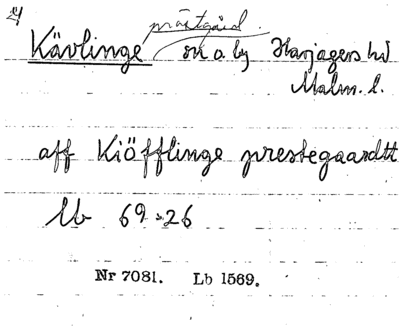 prästgård
Kävlinge sn o. by Harjagers hd
Malm. l.
aff Kiöfflinge prestegaardtt
Lb 69:26
Nr 7081. Lb 1569.